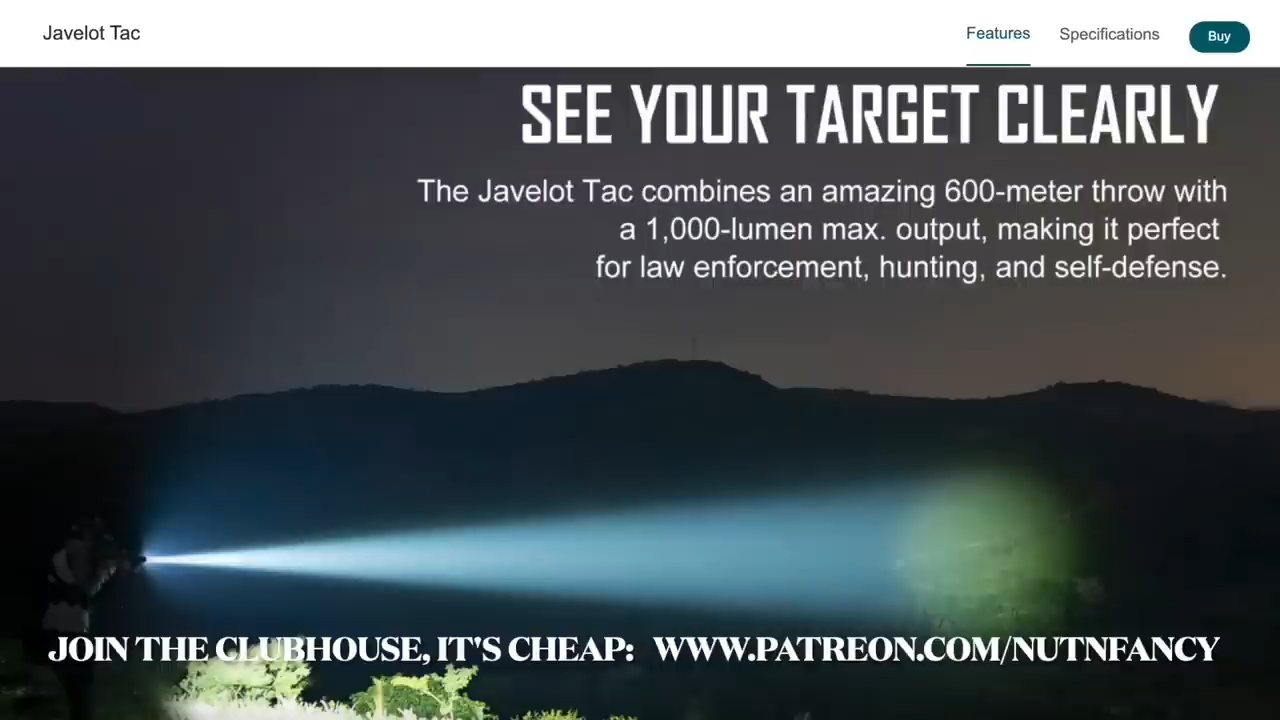 Javelot Tac
Features
Specifications
Buy
SEE YOUR TARGET CLEARLY
The Javelot Tac combines an amazing 600-meter throw with
a 1,000-lumen max. output, making it perfect
for law enforcement, hunting, and self-defense.
JOIN THE CLUBHOUSE, IT'S CHEAP: WWW.PATREON.COM/NUTNFANCY